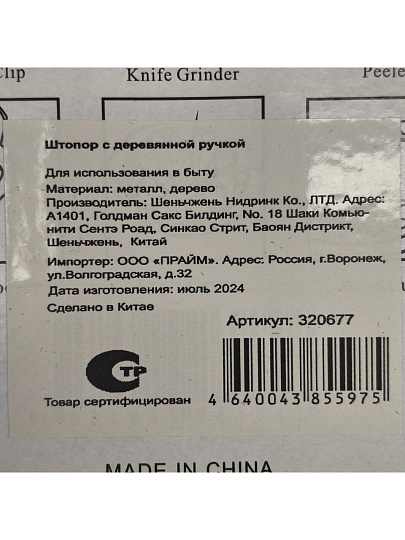 Clip Knife Grinder Peele
Штопор с деревянной ручкой
Для использования в быту
Материал: металл, дерево
Производитель: Шеньчжень Нидринк Ко., ЛТД. Адрес:
А1401, Голдман Сакс Билдинг, No. 18 Шаки Комью-
нити Сентэ Роад, Синкао Стрит, Баоян Дистрикт,
Шеньчжень, Китай
Импортер: ООО «ПРАЙМ». Адрес: Россия, г.Воронеж,
ул.Волгоградская, д.32
Дата изготовления: июль 2024
Сделано в Китае
Артикул: 320677
СТР
Товар сертифицирован
4 640043 855975
MADE IN CHINA